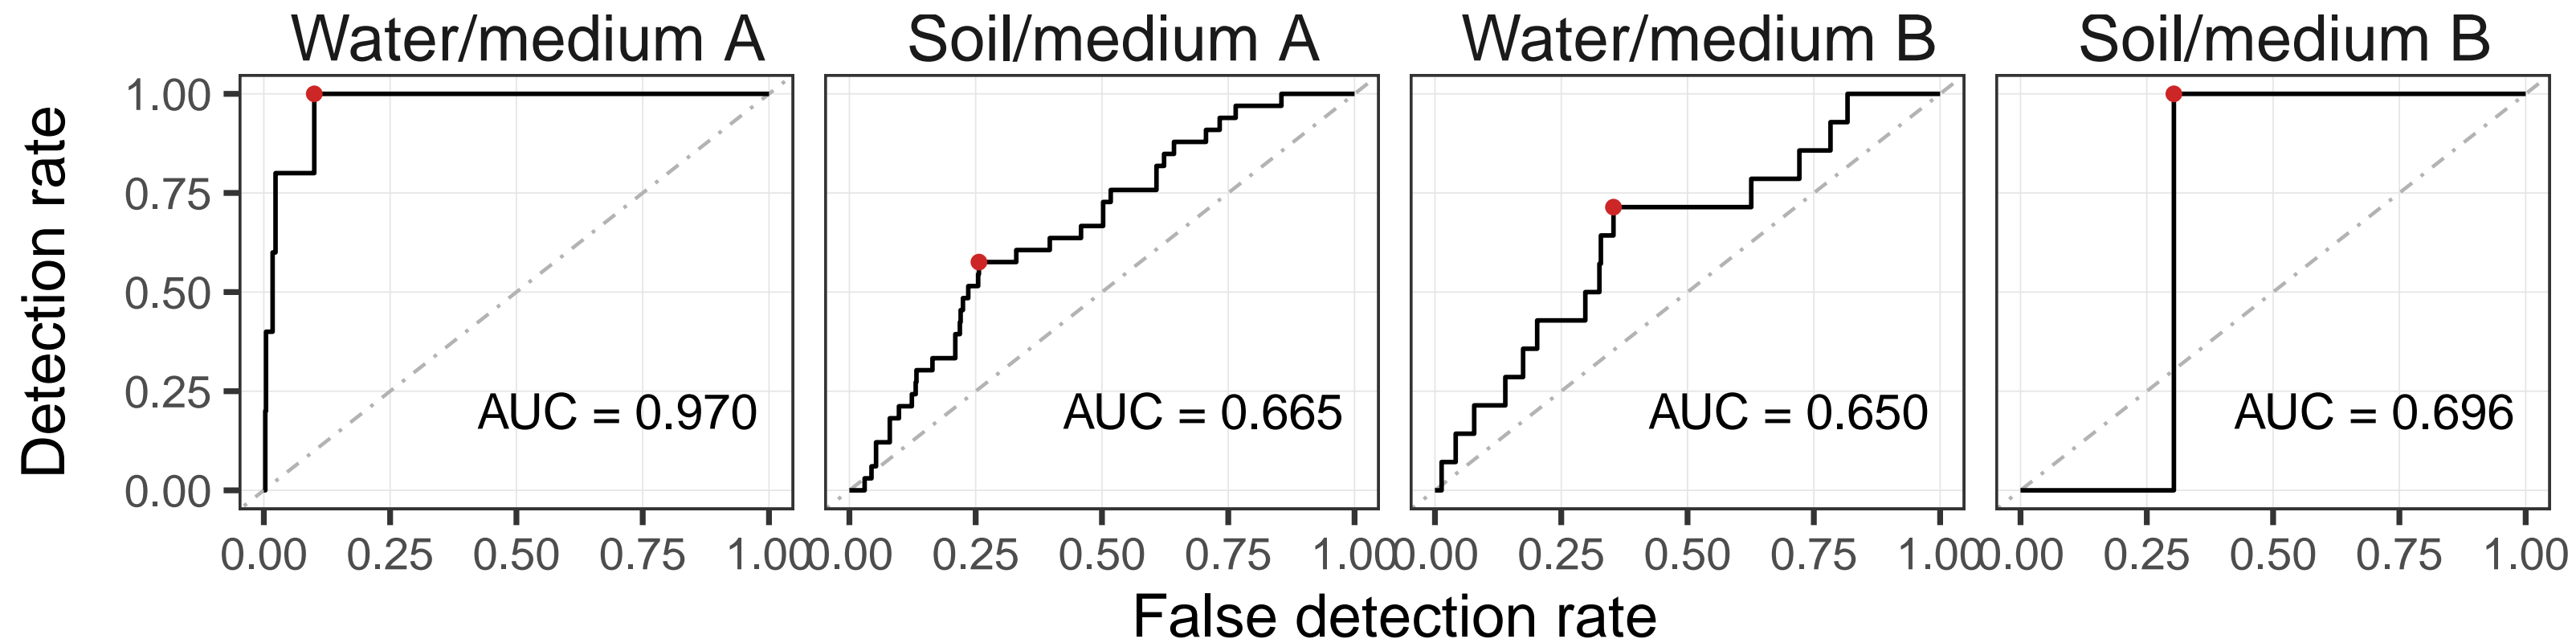 Water/medium A
Soil/medium A
Water/medium B
Soil/medium B
Detection rate
1.00
0.75
0.50
0.25
0.00
AUC = 0.970
AUC = 0.665
AUC = 0.650
AUC = 0.696
0.00 0.25 0.50 0.75 1.00 0.00 0.25 0.50 0.75 1.00 0.00 0.25 0.50 0.75 1.00 0.00 0.25 0.50 0.75 1.00
False detection rate